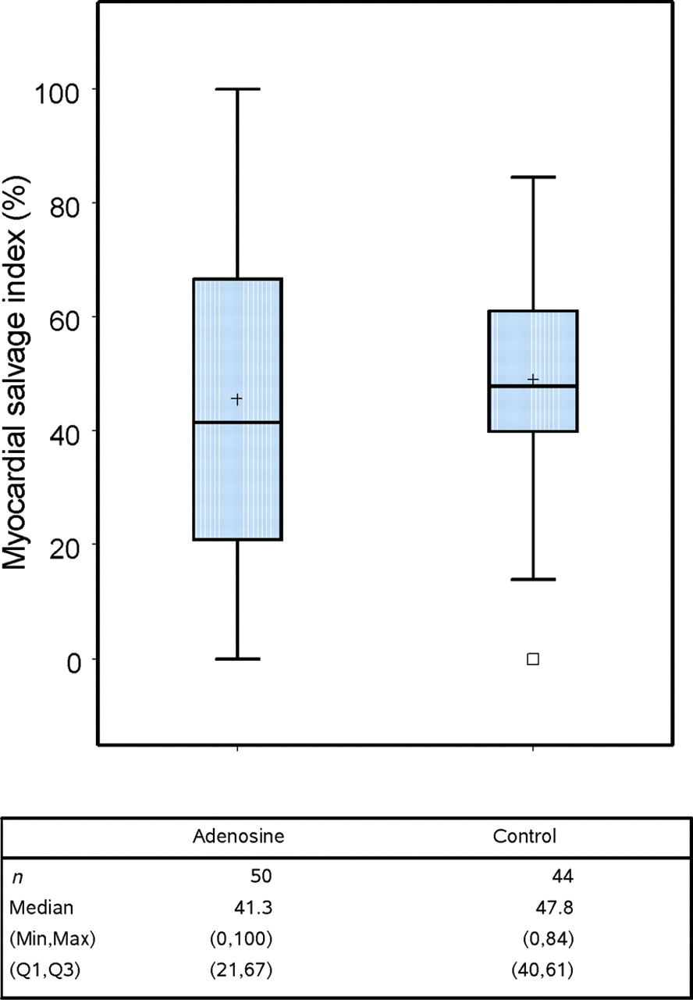 Myocardial salvage index (%)
100
80
60
40
20
0
Adenosine Control
n 50 44
Median 41.3 47.8
(Min,Max) (0,100) (0,84)
(Q1,Q3) (21,67) (40,61)